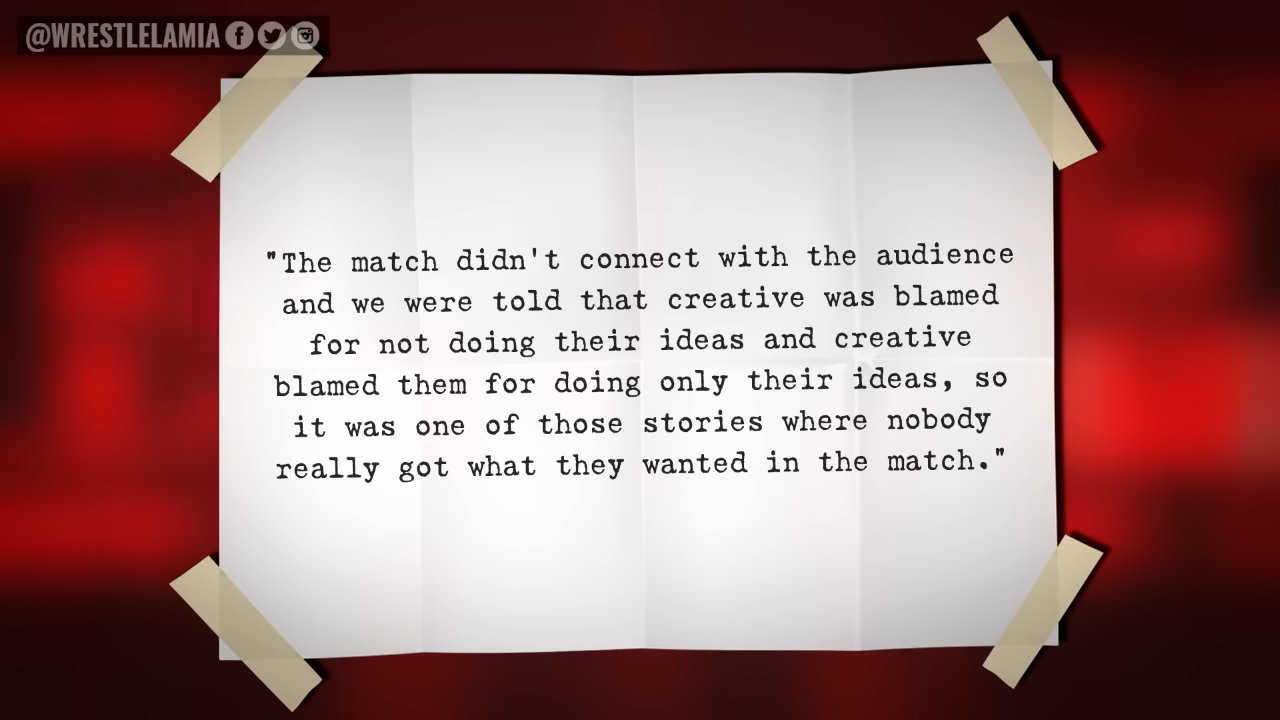 @WRESTLELAMIA
"The match didn't connect with the audience
and we were told that creative was blamed
for not doing their ideas and creative
blamed them for doing only their ideas, so
it was one of those stories where nobody
really got what they wanted in the match."